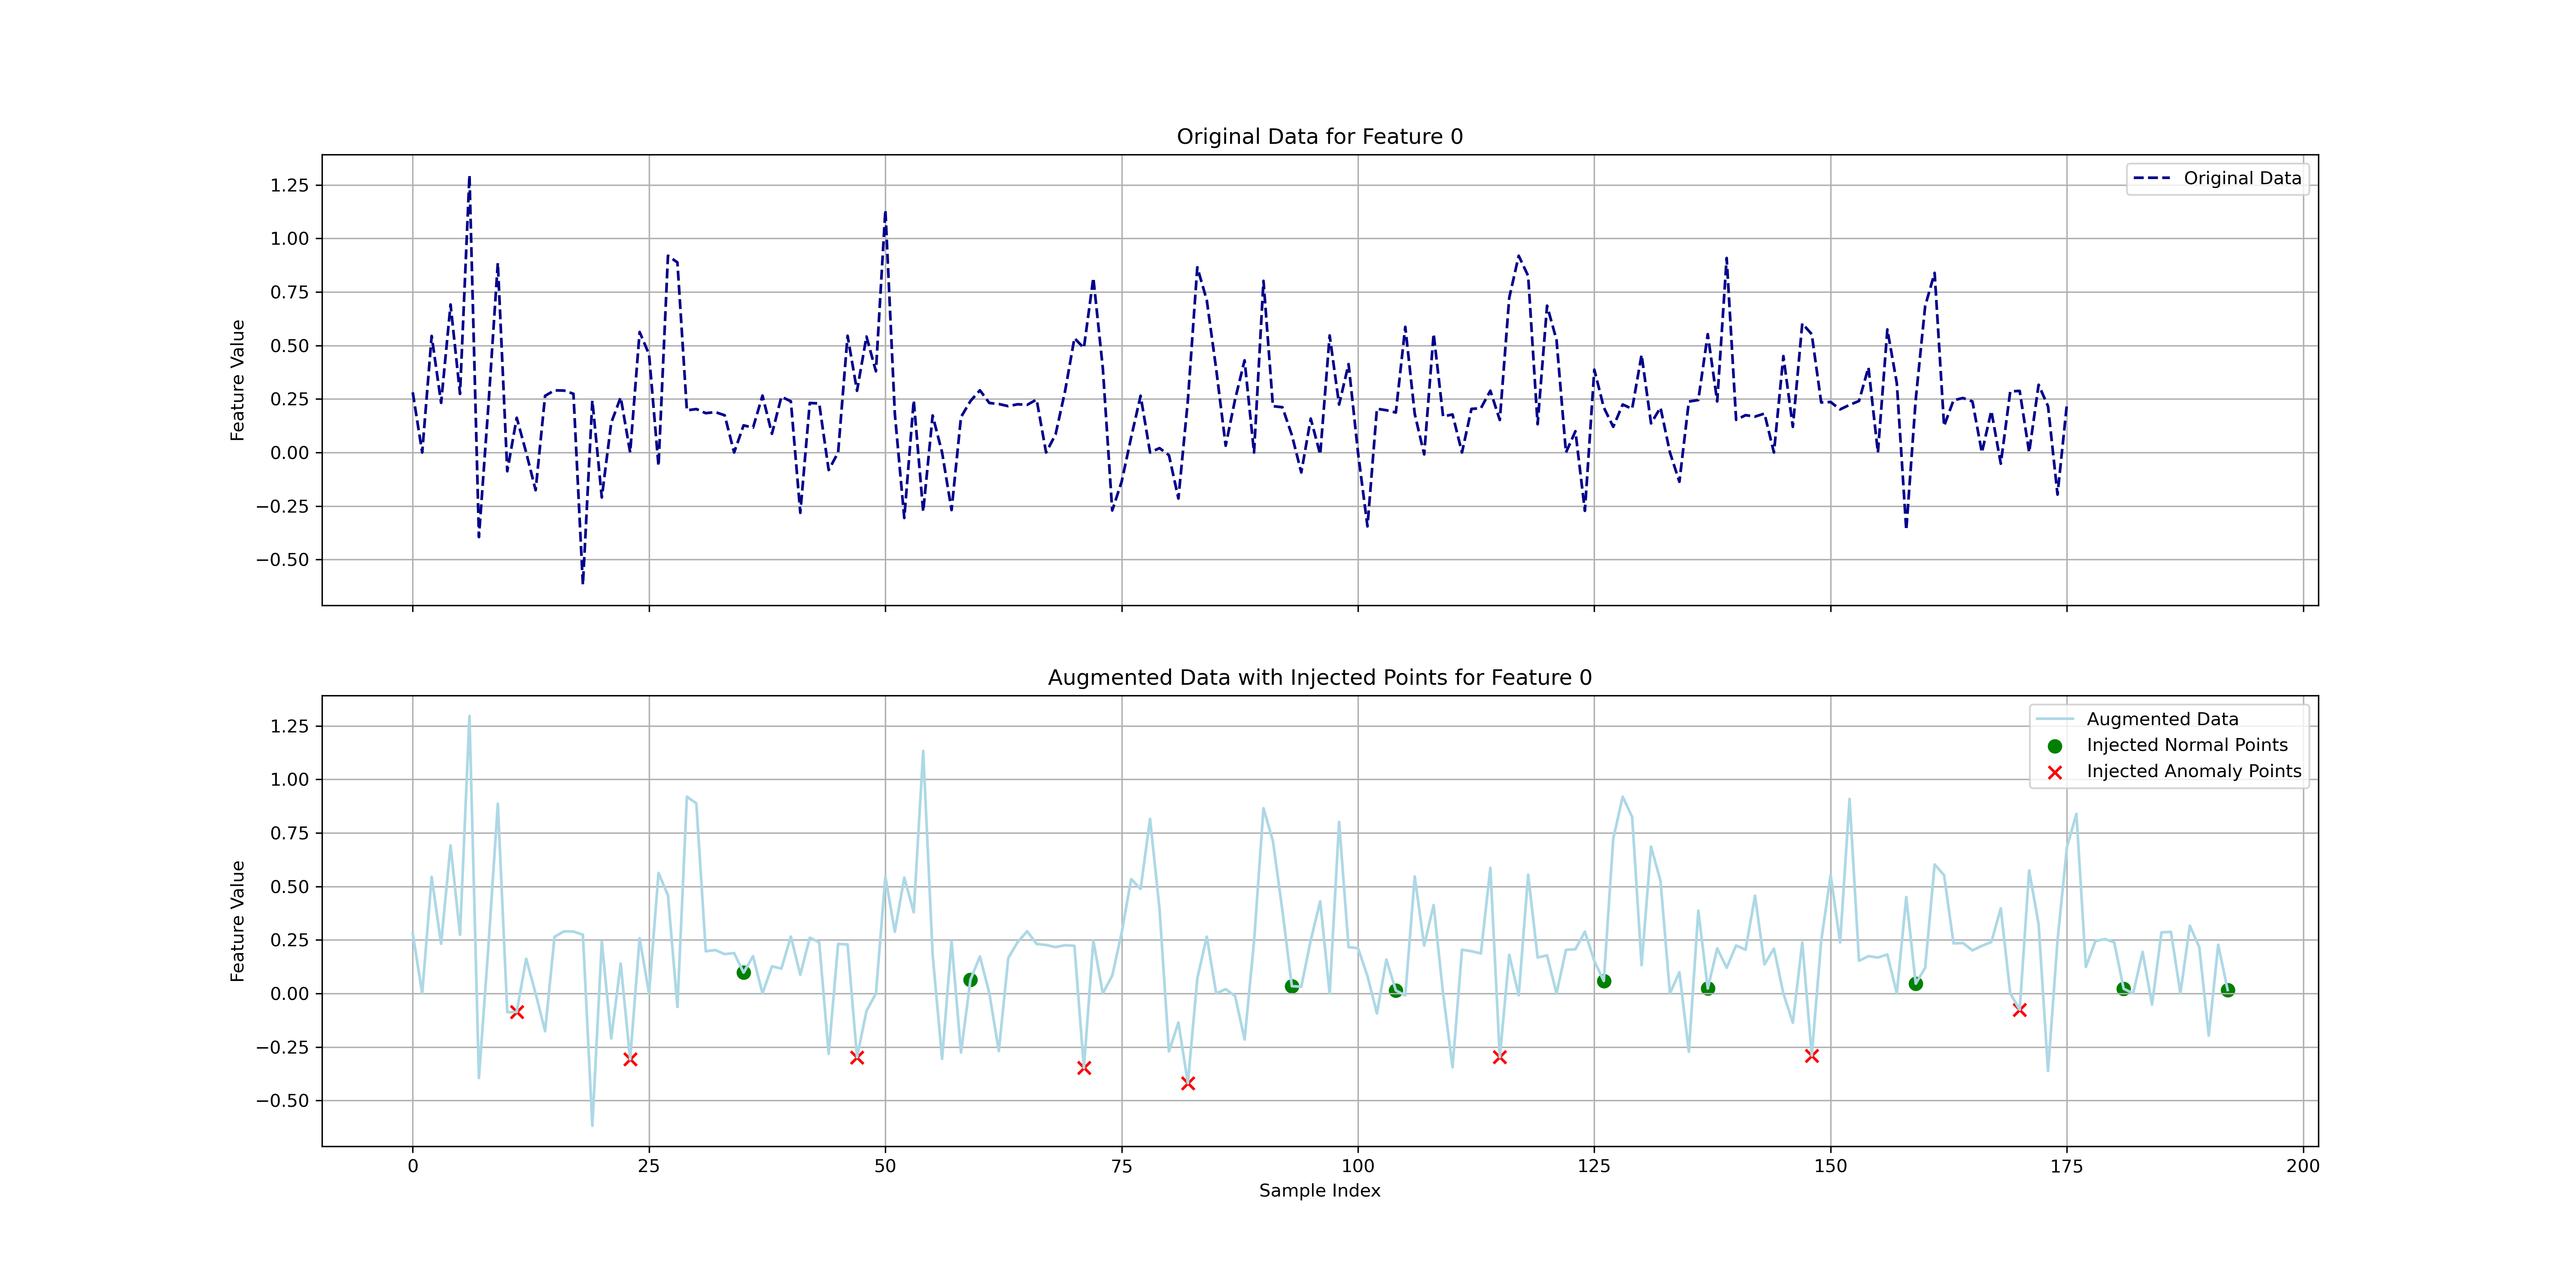 Original Data for Feature 0
Original Data
1.25
1.00
0.75
0.50
0.25
0.00
−0.25
−0.50
Feature Value
Augmented Data with Injected Points for Feature 0
Augmented Data
Injected Normal Points
Injected Anomaly Points
1.25
1.00
0.75
0.50
0.25
0.00
−0.25
−0.50
Feature Value
0 25 50 75 100 125 150 175 200
Sample Index